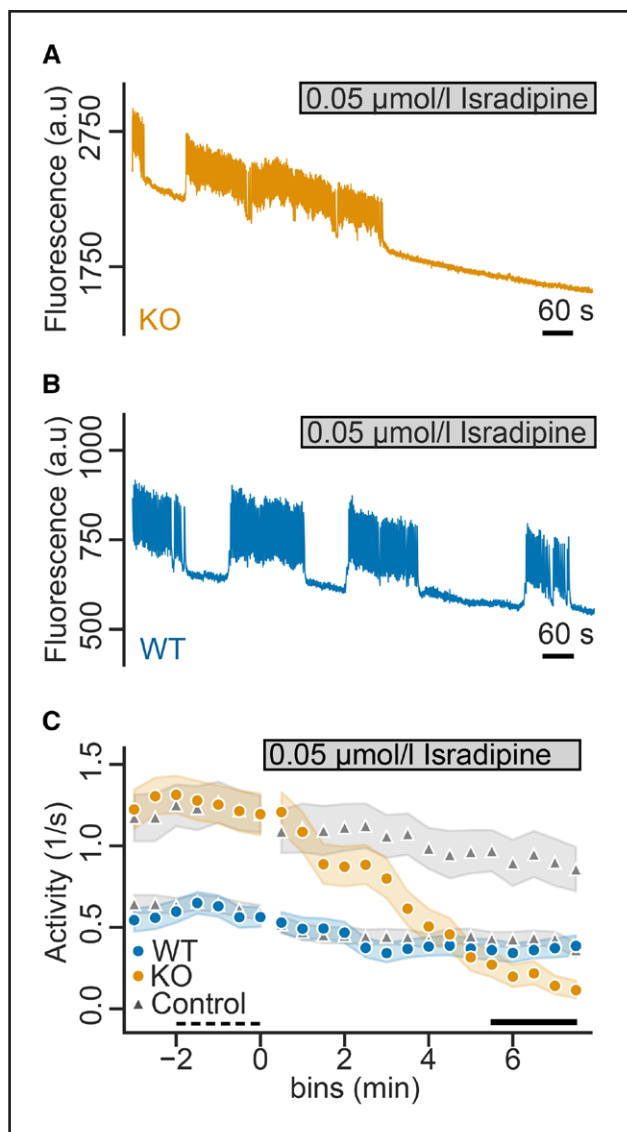 A
0.05 μmol/l Isradipine
Fluorescence (a.u)
2750
1750
KO
60 s
B
0.05 μmol/l Isradipine
Fluorescence (a.u)
1000
750
500
WT
60 s
C
0.05 μmol/l Isradipine
Activity (1/s)
1.5
1.0
0.5
0.0
WT
KO
Control
−2 0 2 4 6
bins (min)